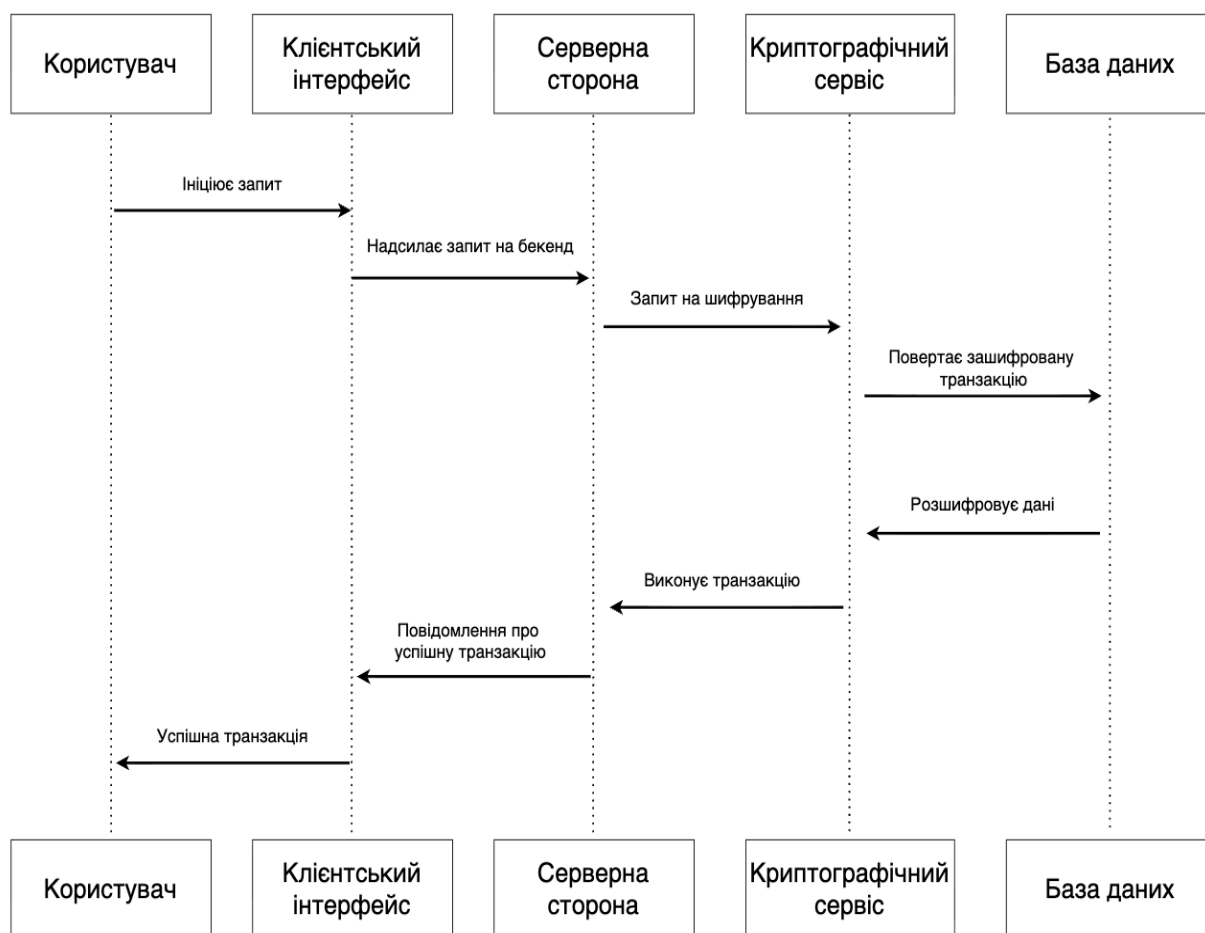 Користувач
Клієнтський
інтерфейс
Серверна
сторона
Криптографічний
сервіс
База даних
Ініціює запит
Надсилає запит на бекенд
Запит на шифрування
Повертає зашифровану
транзакцію
Розшифровує дані
Виконує транзакцію
Повідомлення про
успішну транзакцію
Успішна транзакція
Користувач
Клієнтський
інтерфейс
Серверна
сторона
Криптографічний
сервіс
База даних